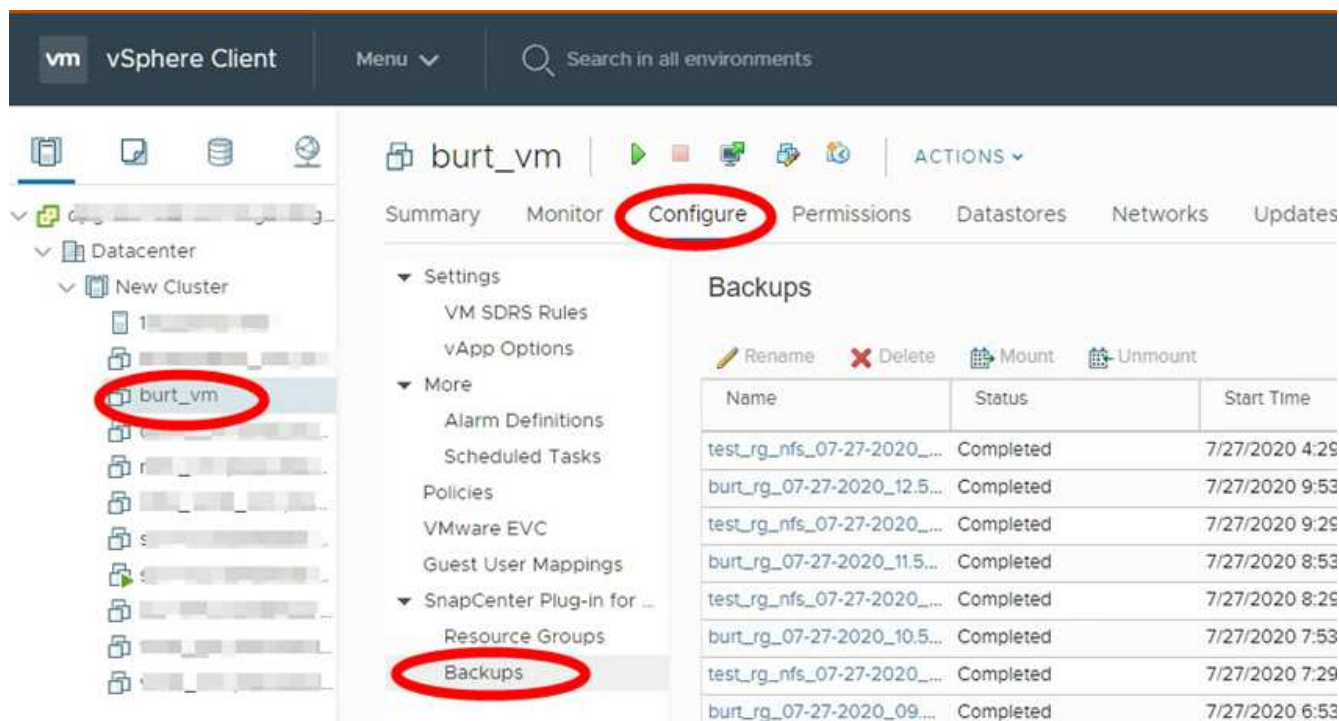 vm vSphere Client Menu Search in all environments
burt_vm ACTIONS
Summary Monitor Configure Permissions Datastores Networks Updates
Datacenter
New Cluster
burt_vm
Settings
VM SDRS Rules
vApp Options
More
Alarm Definitions
Scheduled Tasks
Policies
VMware EVC
Guest User Mappings
SnapCenter Plug-in for ...
Resource Groups
Backups
Backups
Rename Delete Mount Unmount
Name Status Start Time
test_rg_nfs_07-27-2020_... Completed 7/27/2020 4:29
burt_rg_07-27-2020_12.5... Completed 7/27/2020 9:53
test_rg_nfs_07-27-2020_... Completed 7/27/2020 9:29
burt_rg_07-27-2020_11.5... Completed 7/27/2020 8:53
test_rg_nfs_07-27-2020_... Completed 7/27/2020 8:29
burt_rg_07-27-2020_10.5... Completed 7/27/2020 7:53
test_rg_nfs_07-27-2020_... Completed 7/27/2020 7:29
burt_rg_07-27-2020_09.... Completed 7/27/2020 6:53